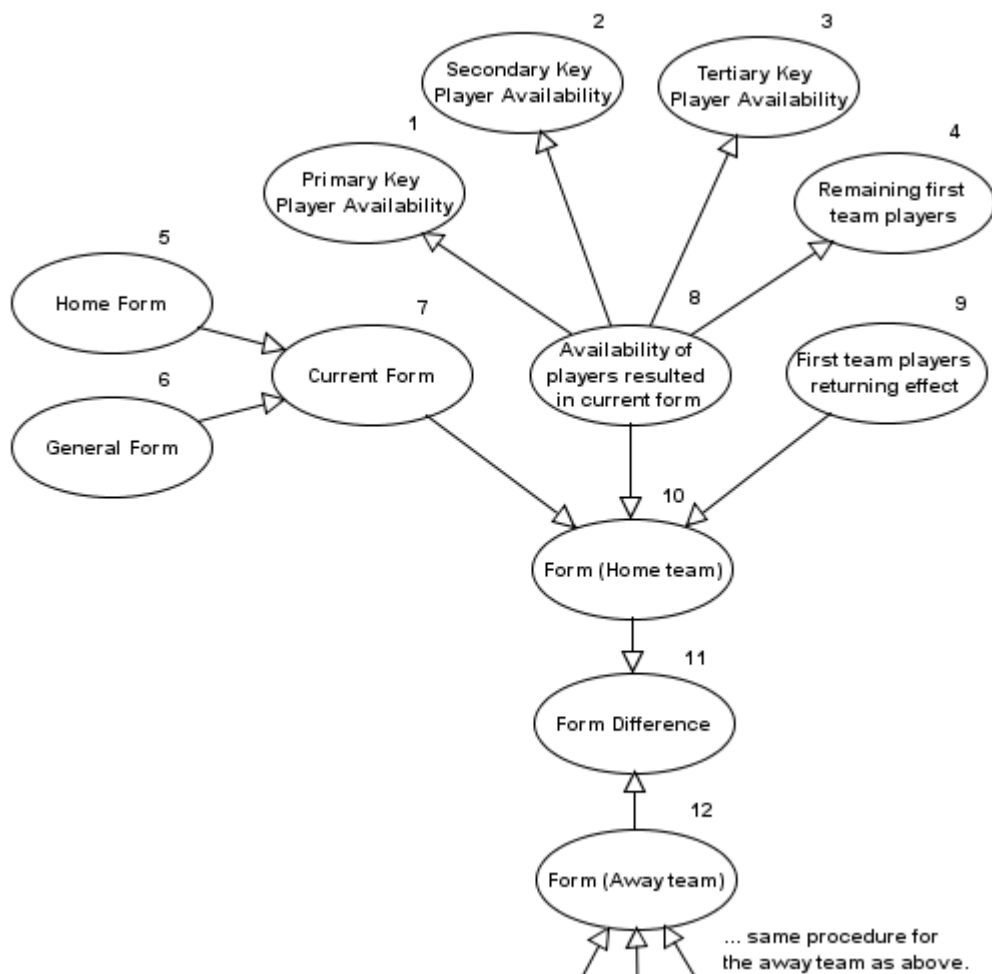 2
3
Secondary Key
Player Availability
Tertiary Key
Player Availability
1
4
Primary Key
Player Availability
Remaining first
team players
5
Home Form
7
8
9
Current Form
Availability of
players resulted
in current form
First team players
returning effect
6
General Form
10
Form (Home team)
11
Form Difference
12
Form (Away team)
... same procedure for
the away team as above.